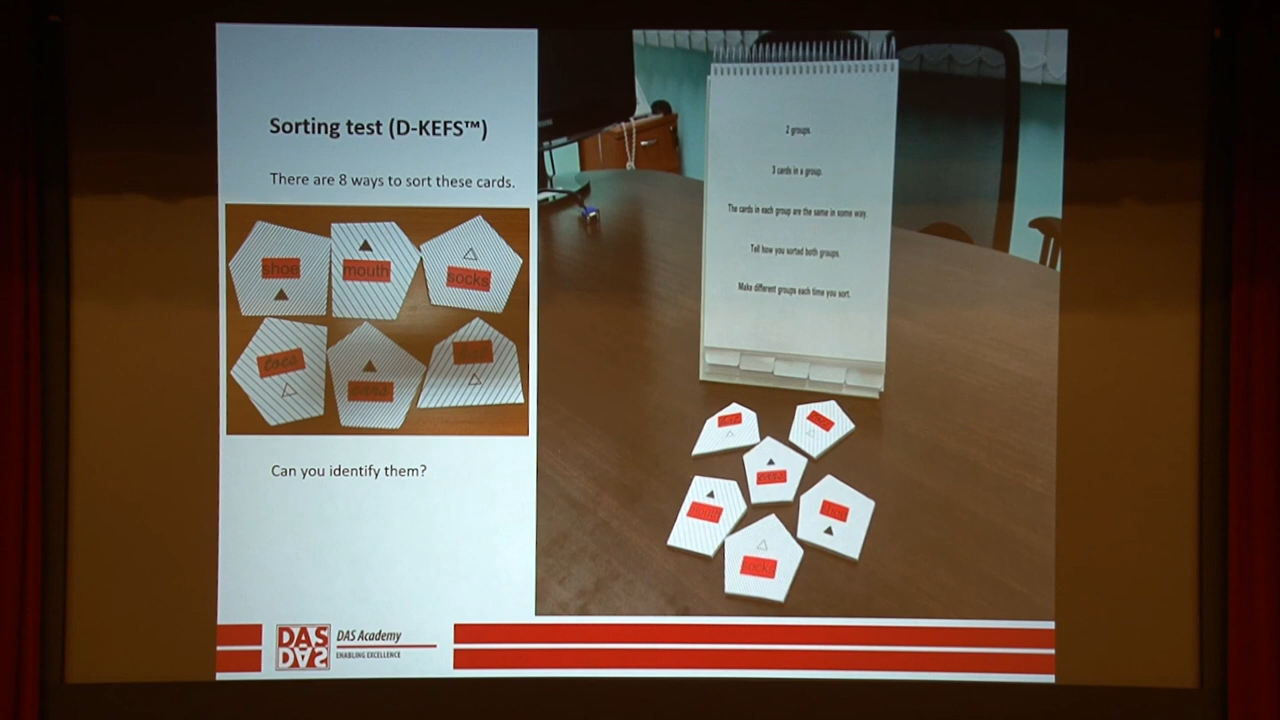 Sorting test (D-KEFS™)
There are 8 ways to sort these cards.
shoe
mouth
socks
toes
Can you identify them?
2 groups.
3 cards in a group.
The cards in each group are the same in some way.
Tell how you sorted both groups.
Make different groups each time you sort.
mouth
socks
DAS
DAS
DAS Academy
ENABLING EXCELLENCE